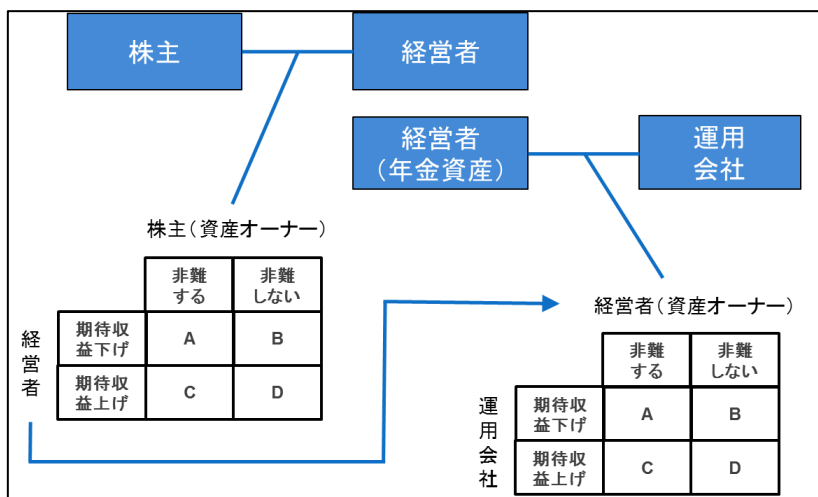 株主
経営者
経営者
（年金資産）
運用
会社
株主（資産オーナー）
非難
する
非難
しない
経営者
期待収
益下げ
A
B
期待収
益上げ
C
D
経営者（資産オーナー）
非難
する
非難
しない
運用会社
期待収
益下げ
A
B
期待収
益上げ
C
D